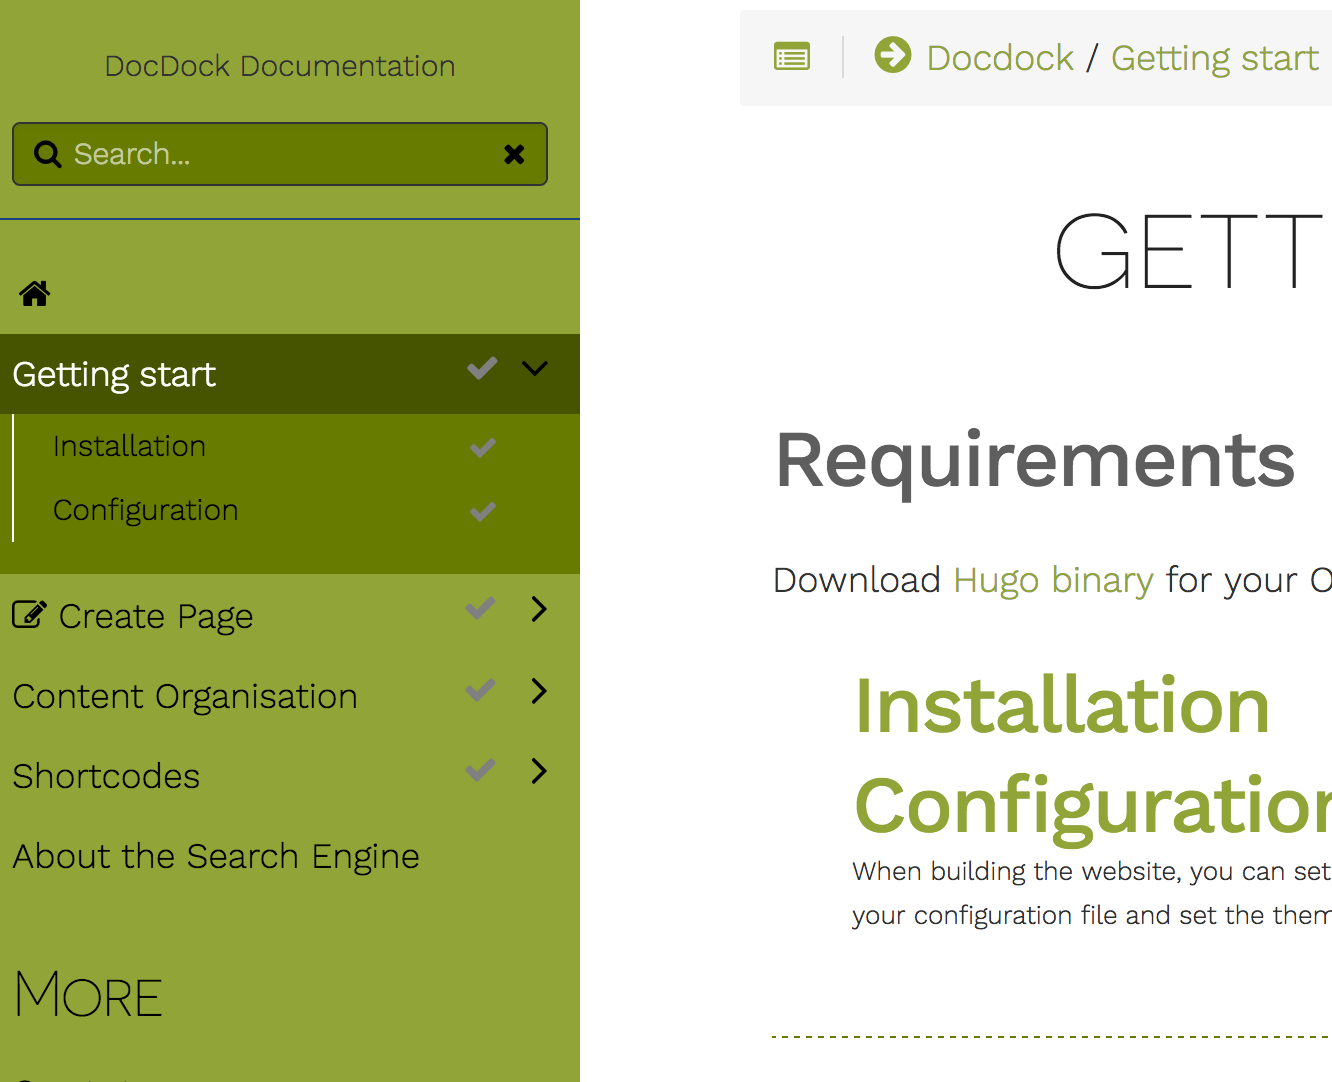 DocDock Documentation
Search...
Getting start
Installation
Configuration
Create Page
Content Organisation
Shortcodes
About the Search Engine
MORE
Docdock / Getting start
GETT
Requirements
Download Hugo binary for your O
Installation
Configuration
When building the website, you can set
your configuration file and set the them